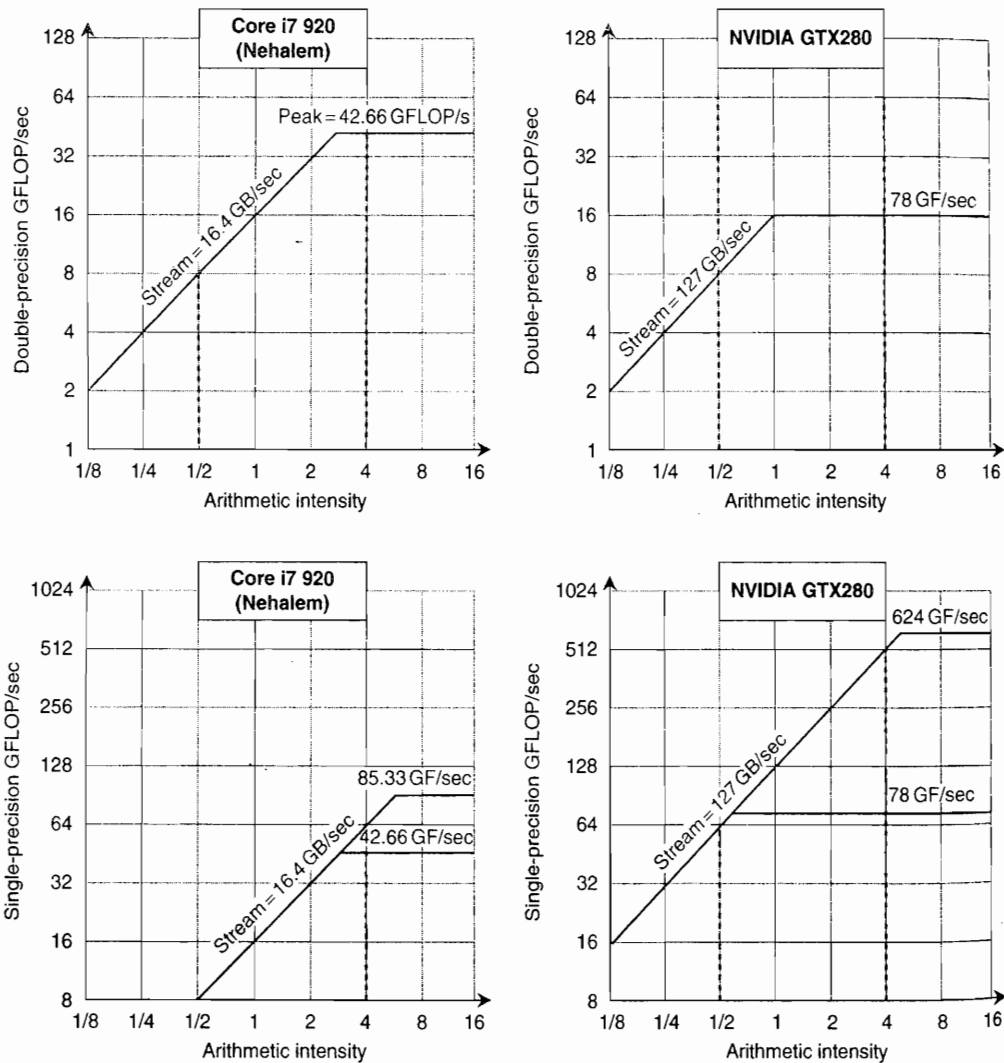 Core i7 920
(Nehalem)
128
64
32
16
8
4
2
1
Double-precision GFLOP/sec
Peak = 42.66 GFLOP/s
Stream = 16.4 GB/sec
1/8 1/4 1/2 1 2 4 8 16
Arithmetic intensity
NVIDIA GTX280
128
64
32
16
8
4
2
1
Double-precision GFLOP/sec
78 GF/sec
Stream = 127 GB/sec
1/8 1/4 1/2 1 2 4 8 16
Arithmetic intensity
Core i7 920
(Nehalem)
1024
512
256
128
64
32
16
8
Single-precision GFLOP/sec
85.33 GF/sec
42.66 GF/sec
Stream = 16.4 GB/sec
1/8 1/4 1/2 1 2 4 8 16
Arithmetic intensity
NVIDIA GTX280
1024
512
256
128
64
32
16
8
Single-precision GFLOP/sec
624 GF/sec
78 GF/sec
Stream = 127 GB/sec
1/8 1/4 1/2 1 2 4 8 16
Arithmetic intensity